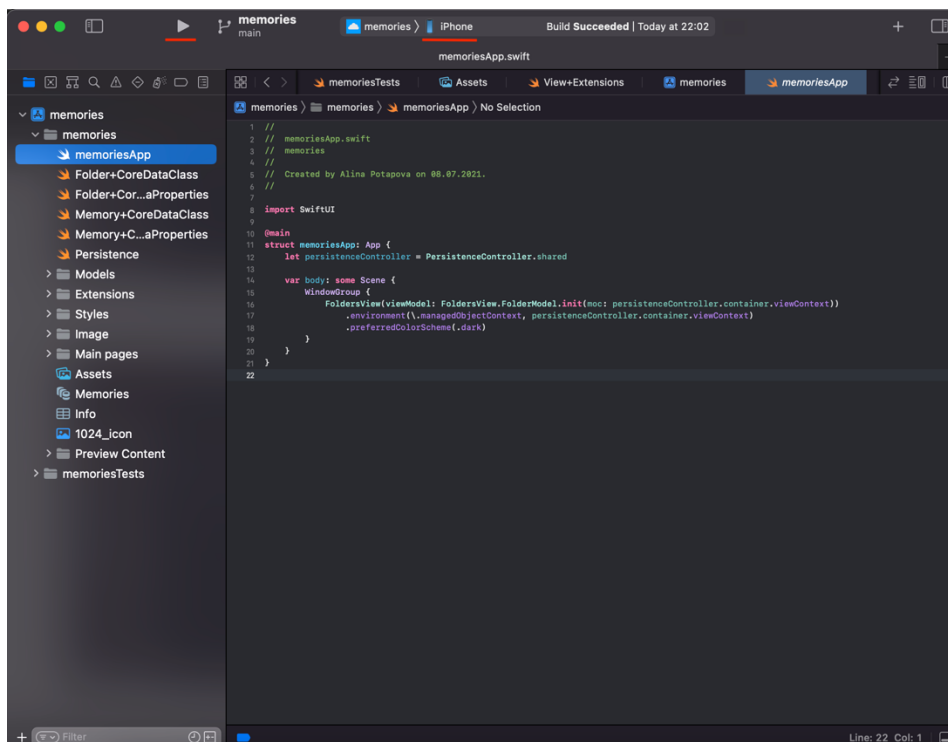 memories
main
memories 〉 iPhone
Build Succeeded | Today at 22:02
memoriesApp.swift
memoriesTests
Assets
View+Extensions
memories
memoriesApp
memories 〉 memories 〉 memoriesApp 〉 No Selection
memories
memories
memoriesApp
Folder+CoreDataClass
Folder+Cor...aProperties
Memory+CoreDataClass
Memory+C...aProperties
Persistence
Models
Extensions
Styles
Image
Main pages
Assets
Memories
Info
1024_icon
Preview Content
memoriesTests
1 //
2 // memoriesApp.swift
3 // memories
4 //
5 // Created by Alina Potapova on 08.07.2021.
6 //
7
8 import SwiftUI
9
10 @main
11 struct memoriesApp: App {
12 let persistenceController = PersistenceController.shared
13
14 var body: some Scene {
15 WindowGroup {
16 FoldersView(viewModel: FoldersView.FolderModel.init(moc: persistenceController.container.viewContext))
17 .environment(\.managedObjectContext, persistenceController.container.viewContext)
18 .preferredColorScheme(.dark)
19 }
20 }
21 }
22
Filter
Line: 22 Col: 1